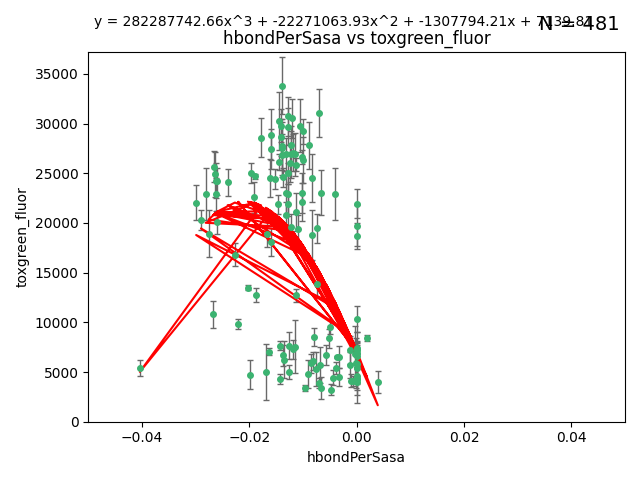 y = 282287742.66x^3 + -22271063.93x^2 + -1307794.21x +
N = 481
hbondPerSasa vs toxgreen_fluor
35000
30000
25000
20000
15000
10000
5000
0
toxgreen_fluor
−0.04
−0.02
0.00
0.02
0.04
hbondPerSasa